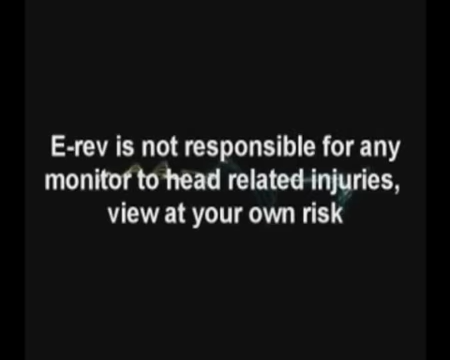 E-rev is not responsible for any
monitor to head related injuries,
view at your own risk